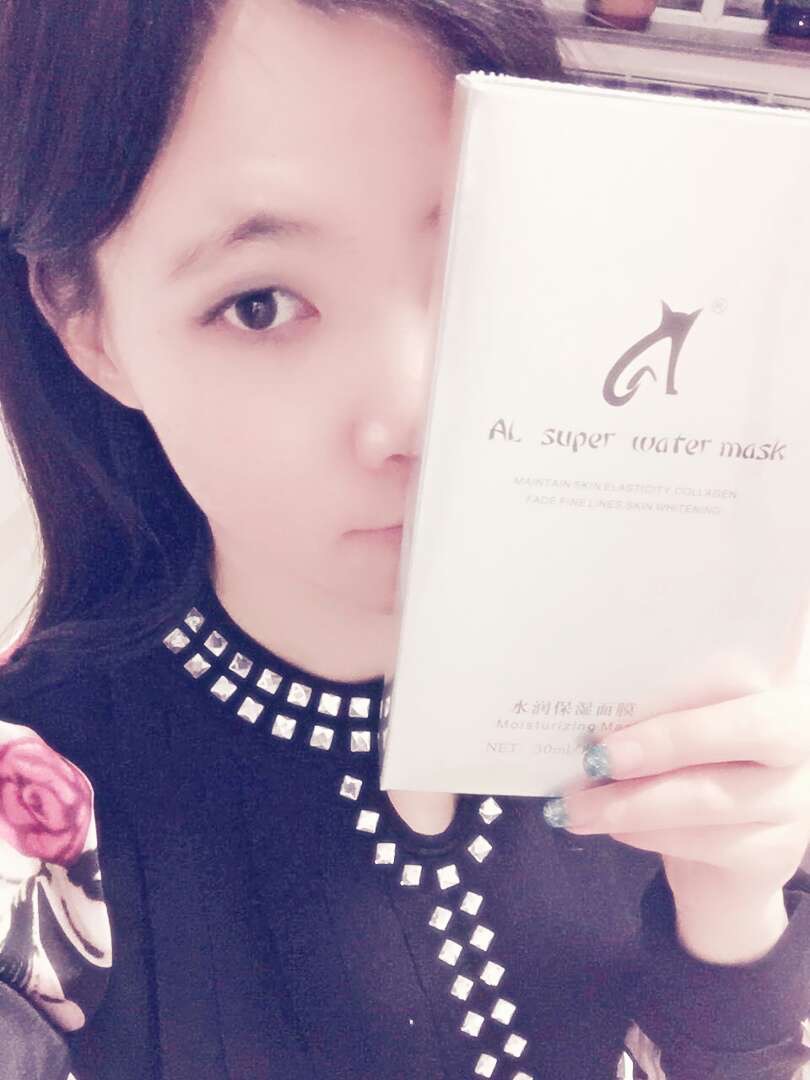 ®
AL super water mask
MAINTAIN SKIN ELASTICITY COLLAGEN
FADE FINE LINES SKIN WHITENING
水润保湿面膜
Moisturizing
NET: 30ml